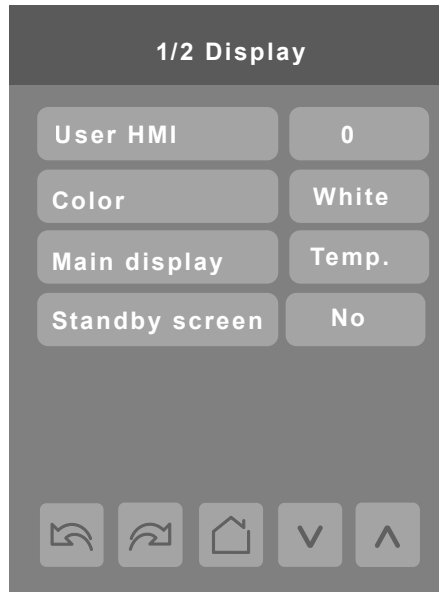 1/2 Display
User HMI 0
Color White
Main display Temp.
Standby screen No